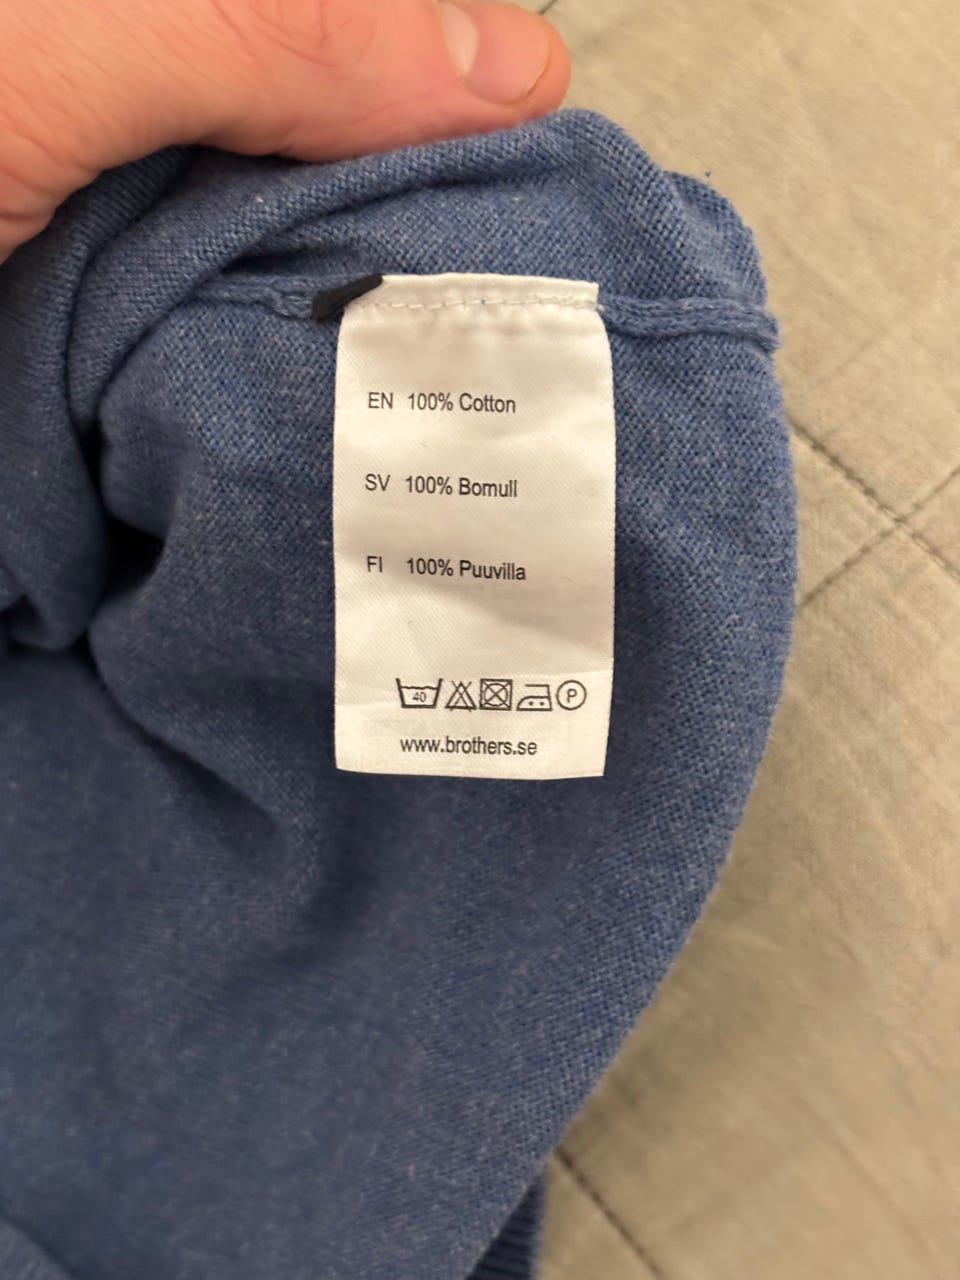 EN 100% Cotton
SV 100% Bomull
FI 100% Puuvilla
40 P
www.brothers.se